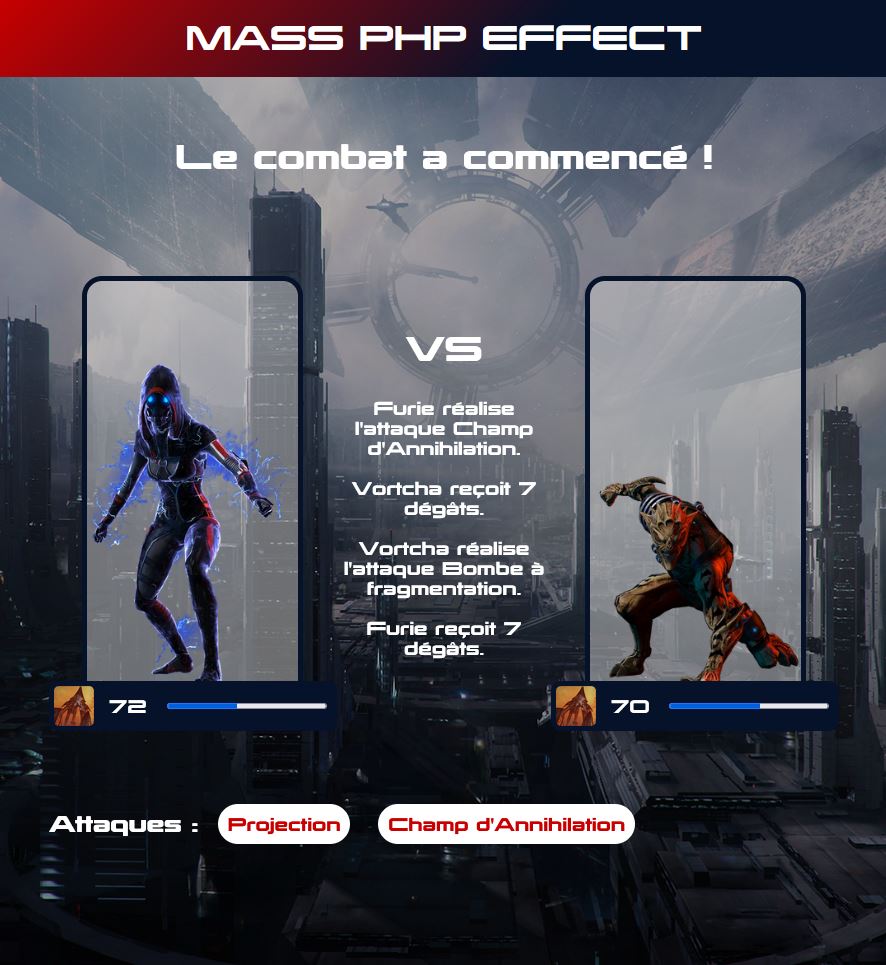 MASS PHP EFFECT
Le combat a commencé !
VS
Furie réalise
l'attaque Champ
d'Annihilation.
Vortcha reçoit 7
dégâts.
Vortcha réalise
l'attaque Bombe à
fragmentation.
Furie reçoit 7
dégâts.
72
70
Attaques :
Projection
Champ d'Annihilation